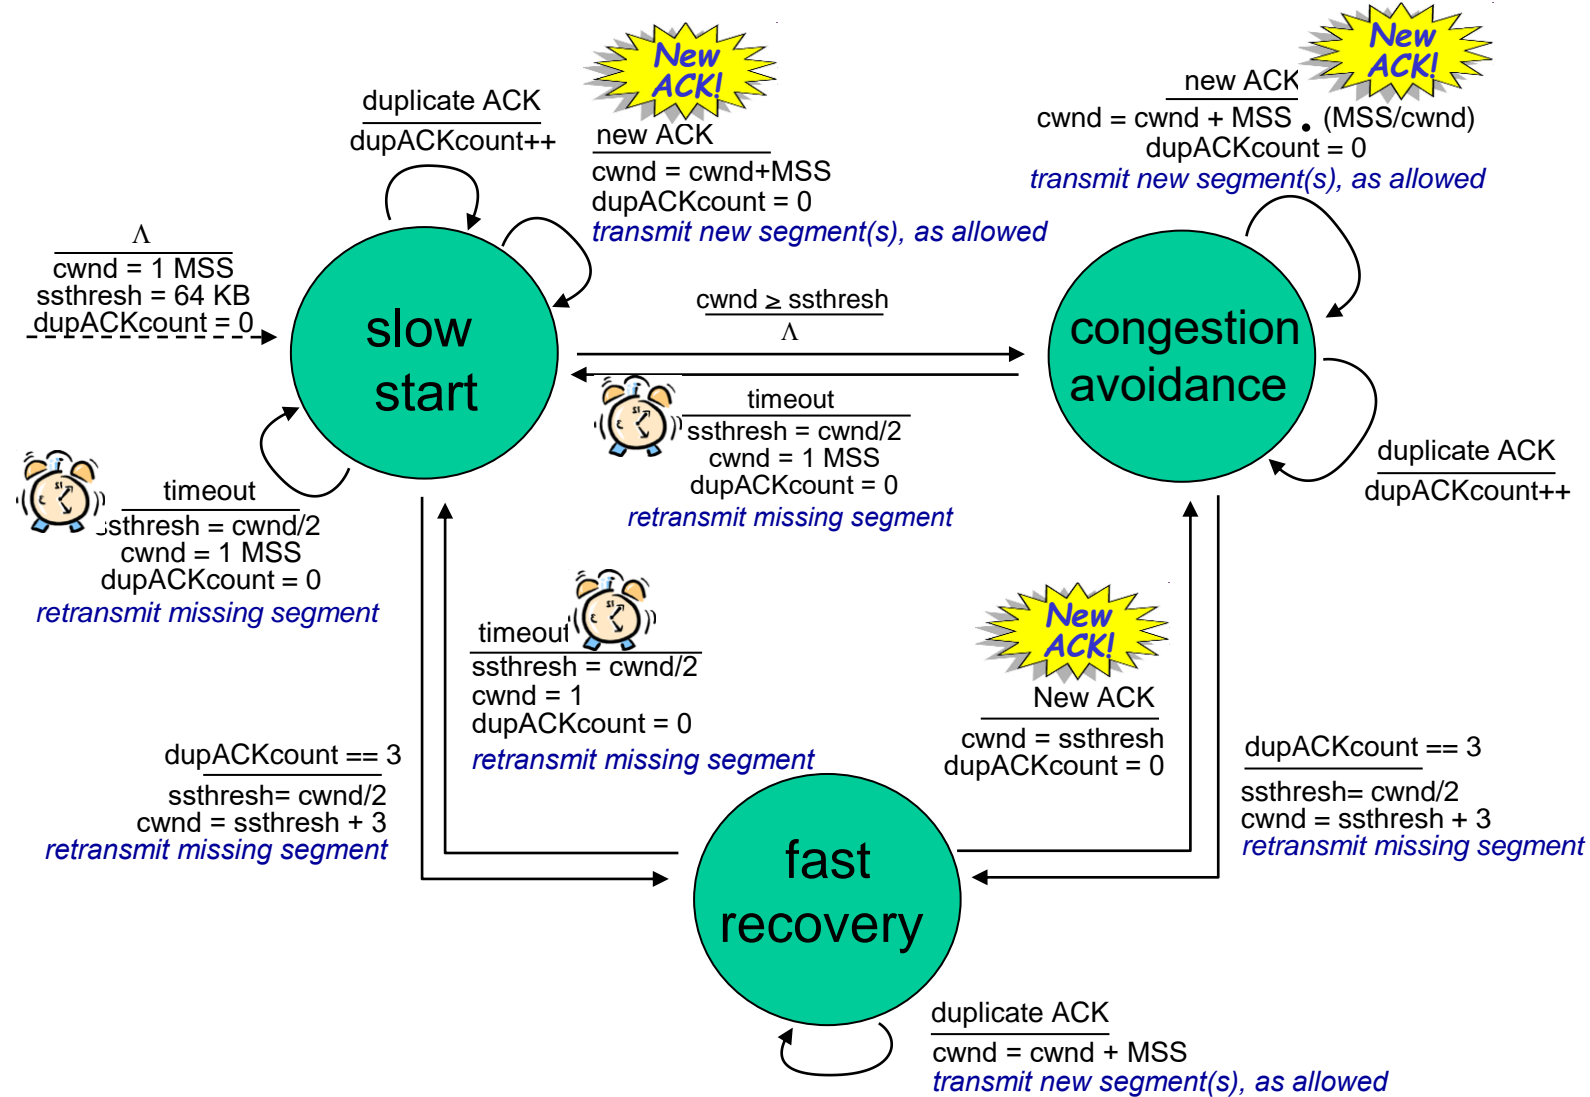 New
ACK!
duplicate ACK
dupACKcount++
new ACK
cwnd = cwnd+MSS
dupACKcount = 0
transmit new segment(s), as allowed
New
ACK!
new ACK
cwnd = cwnd + MSS • (MSS/cwnd)
dupACKcount = 0
transmit new segment(s), as allowed
Λ
cwnd = 1 MSS
ssthresh = 64 KB
dupACKcount = 0
slow
start
cwnd ≥ ssthresh
Λ
congestion
avoidance
timeout
ssthresh = cwnd/2
cwnd = 1 MSS
dupACKcount = 0
retransmit missing segment
duplicate ACK
dupACKcount++
timeout
ssthresh = cwnd/2
cwnd = 1 MSS
dupACKcount = 0
retransmit missing segment
timeout
ssthresh = cwnd/2
cwnd = 1
dupACKcount = 0
retransmit missing segment
New
ACK!
New ACK
cwnd = ssthresh
dupACKcount = 0
dupACKcount == 3
ssthresh= cwnd/2
cwnd = ssthresh + 3
retransmit missing segment
dupACKcount == 3
ssthresh= cwnd/2
cwnd = ssthresh + 3
retransmit missing segment
fast
recovery
duplicate ACK
cwnd = cwnd + MSS
transmit new segment(s), as allowed